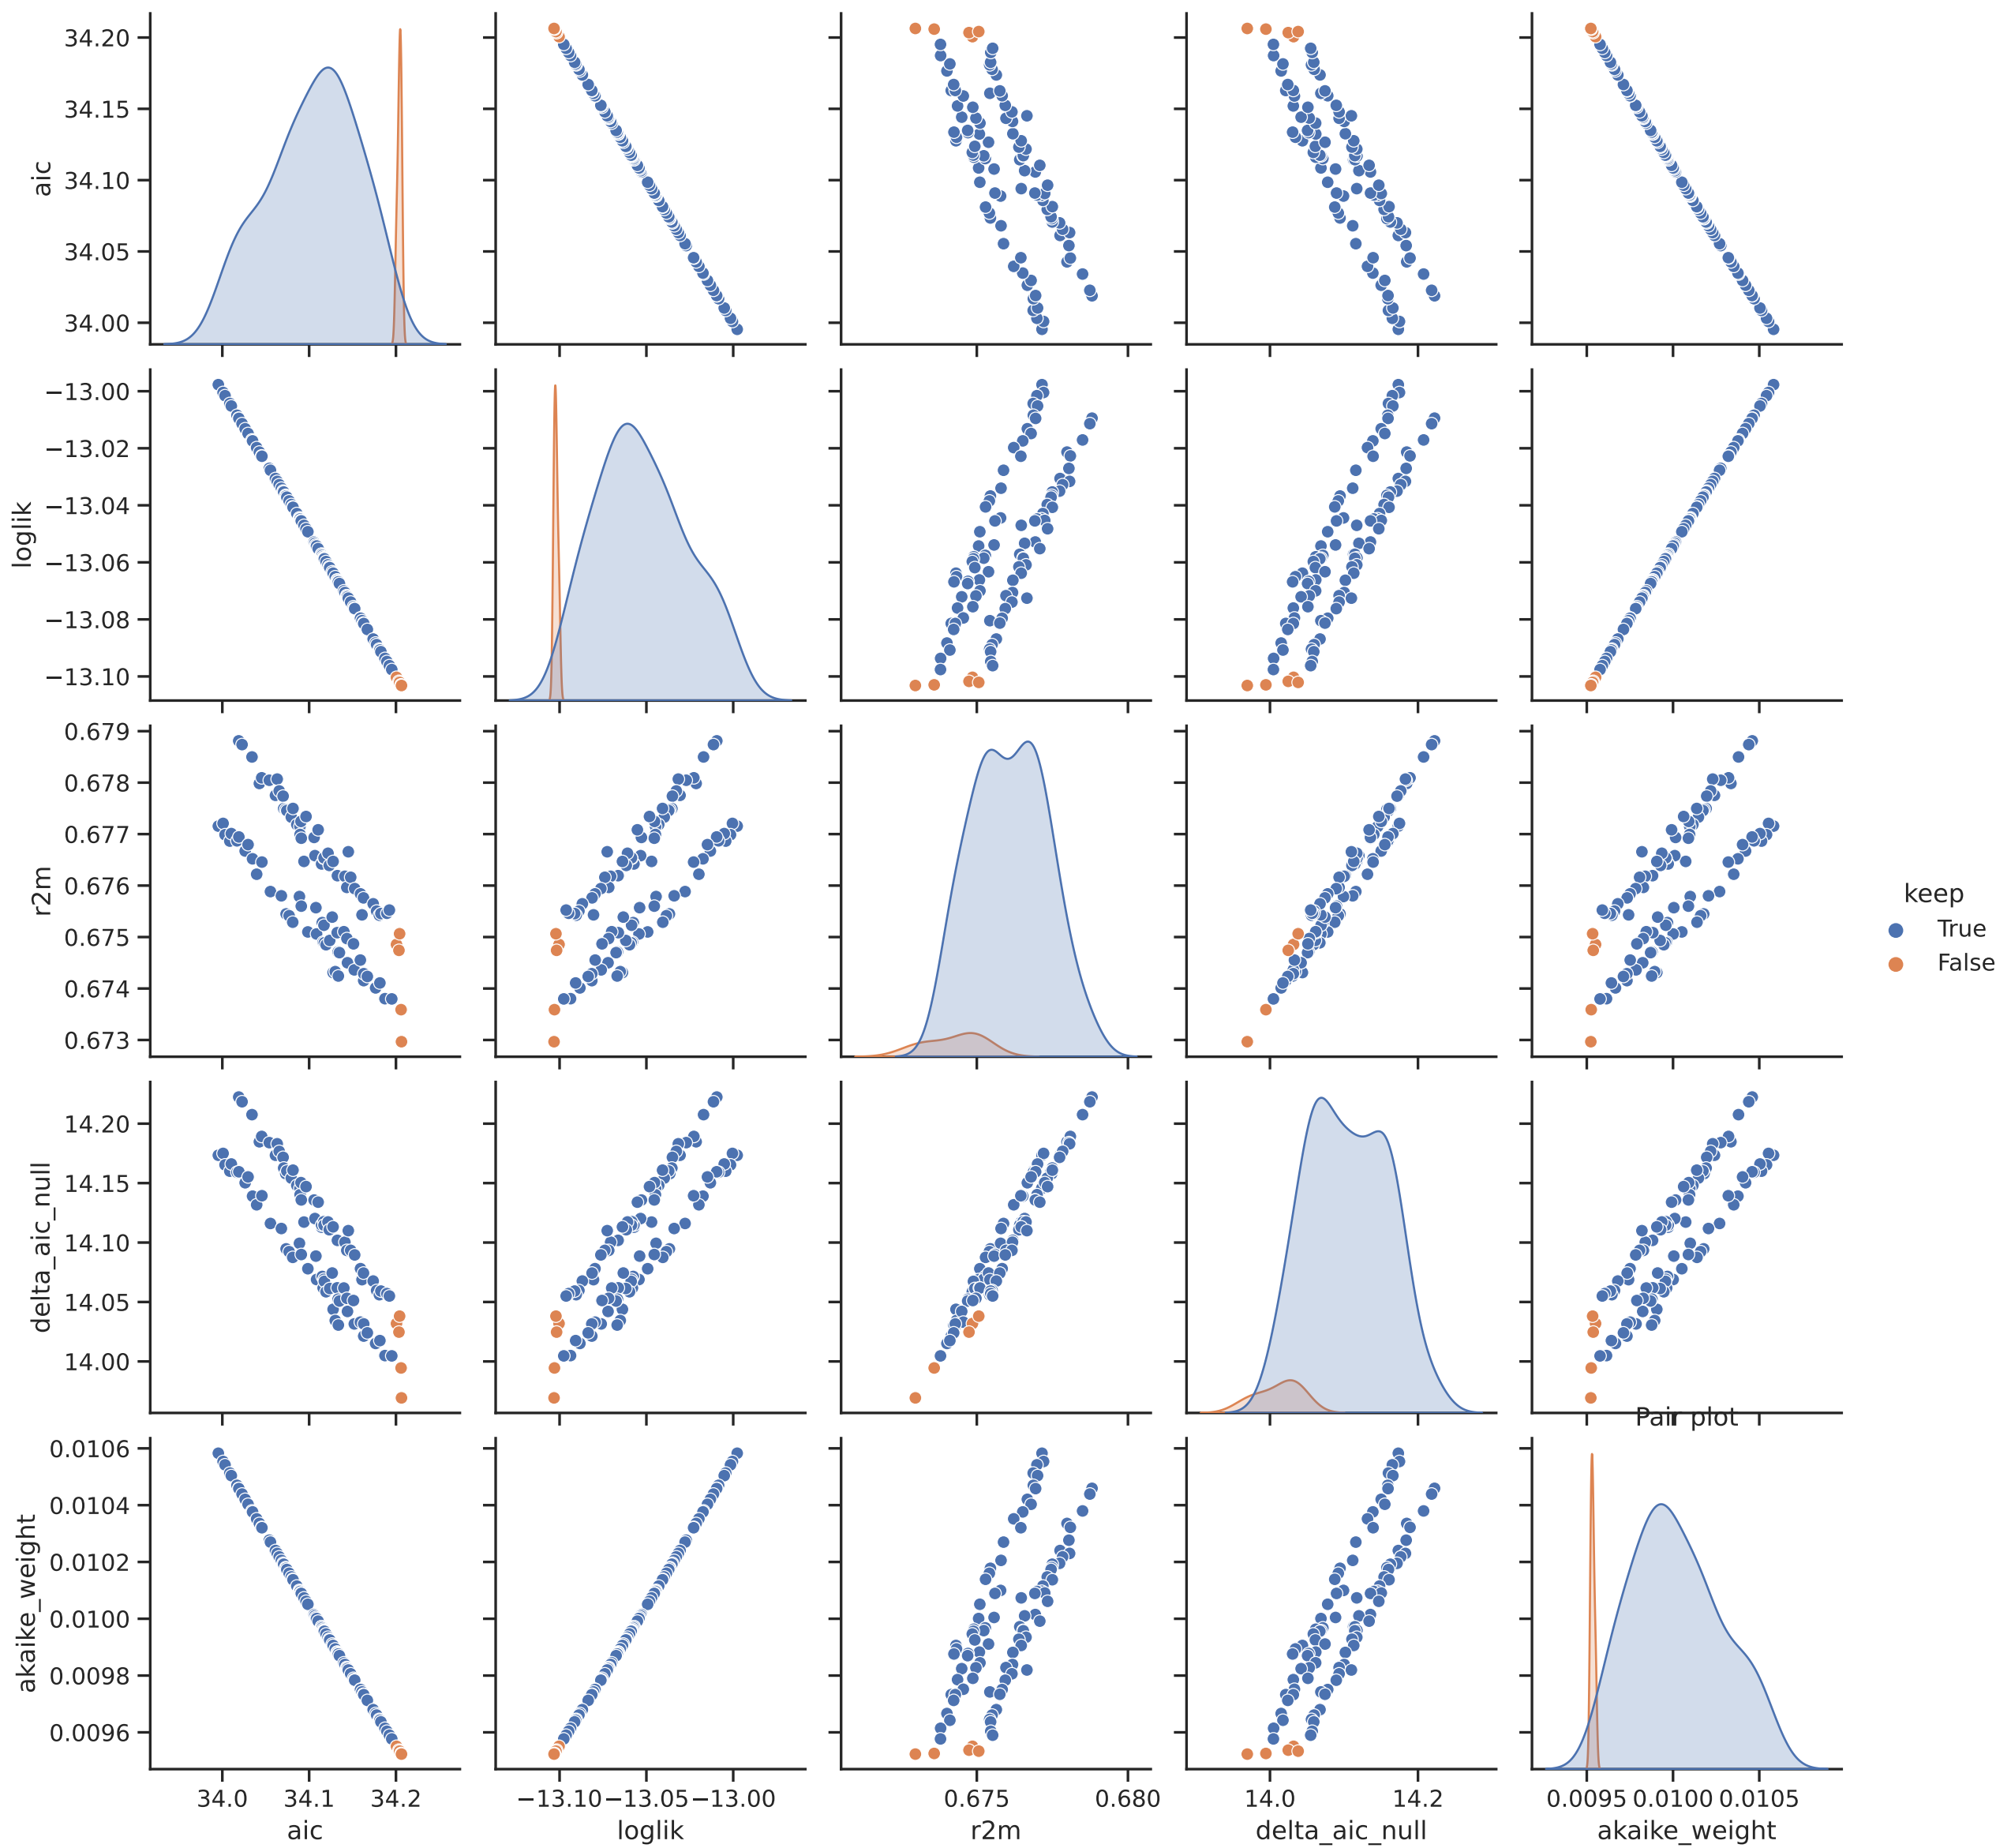 34.20
34.15
34.10
34.05
34.00
aic
−13.00
−13.02
−13.04
−13.06
−13.08
−13.10
loglik
0.679
0.678
0.677
0.676
0.675
0.674
0.673
r2m
keep
True
False
14.20
14.15
14.10
14.05
14.00
delta_aic_null
Pair plot
0.0106
0.0104
0.0102
0.0100
0.0098
0.0096
akaike_weight
34.0 34.1 34.2
aic
−13.10 −13.05 −13.00
loglik
0.675 0.680
r2m
14.0 14.2
delta_aic_null
0.0095 0.0100 0.0105
akaike_weight